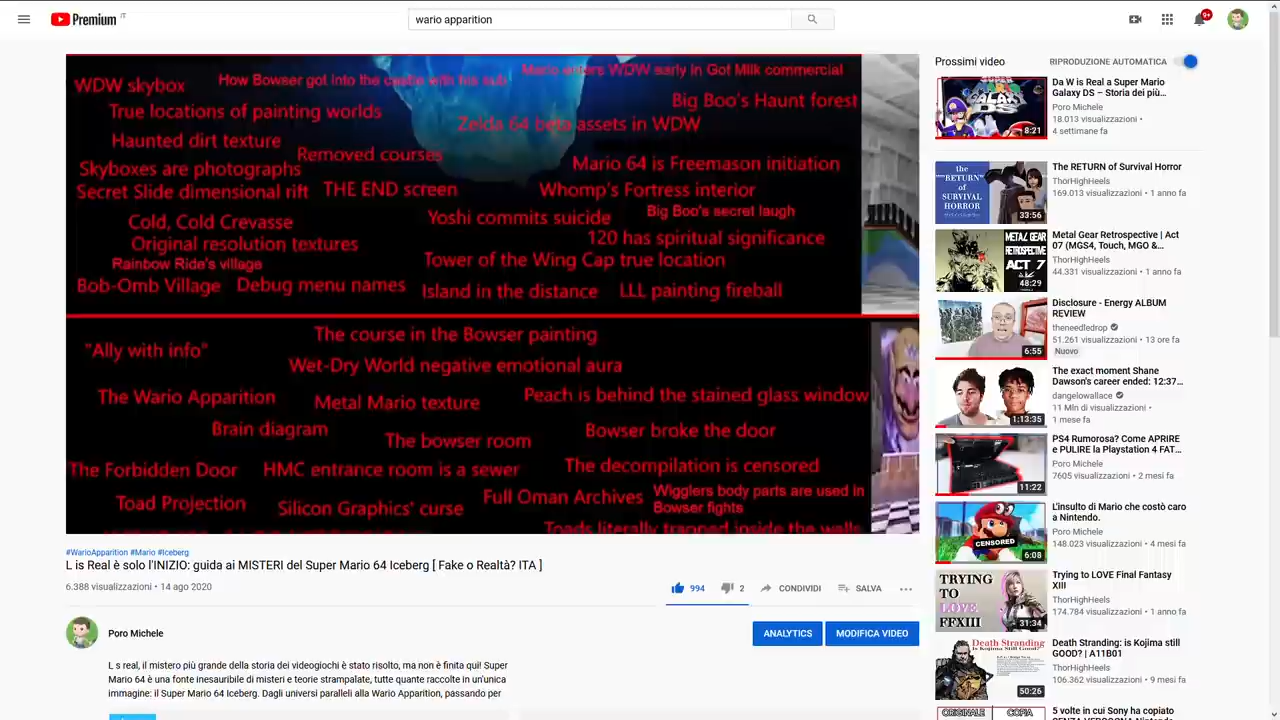 Premium IT
wario apparition
9+
WDW skybox
How Bowser got into the castle with his sub
Mario enters WDW early in Got Milk commercial
True locations of painting worlds
Big Boo's Haunt forest
Zelda 64 beta assets in WDW
Haunted dirt texture
Removed courses
Skyboxes are photographs
Mario 64 is Freemason initiation
Secret Slide dimensional rift
THE END screen
Whomp's Fortress interior
Cold, Cold Crevasse
Yoshi commits suicide
Big Boo's secret laugh
Original resolution textures
120 has spiritual significance
Rainbow Ride's village
Tower of the Wing Cap true location
Bob-Omb Village
Debug menu names
Island in the distance
LLL painting fireball
The course in the Bowser painting
"Ally with info"
Wet-Dry World negative emotional aura
The Wario Apparition
Metal Mario texture
Peach is behind the stained glass window
Brain diagram
The bowser room
Bowser broke the door
The Forbidden Door
HMC entrance room is a sewer
The decompilation is censored
Toad Projection
Silicon Graphics' curse
Full Oman Archives
Wigglers body parts are used in
Bowser fights
Toads literally trapped inside the walls
#WarioApparition #Mario #Iceberg
L is Real è solo l'INIZIO: guida ai MISTERI del Super Mario 64 Iceberg [ Fake o Realtà? ITA ]
6.388 visualizzazioni • 14 ago 2020
994
2
CONDIVIDI
SALVA
Poro Michele
ANALYTICS
MODIFICA VIDEO
L s real, il mistero più grande della storia dei videogiochi è stato risolto, ma non è finita qui! Super
Mario 64 è una fonte inesauribile di misteri e teorie strampalate, tutte quante raccolte in un'unica
immagine: il Super Mario 64 Iceberg. Dagli universi paralleli alla Wario Apparition, passando per
Prossimi video
RIPRODUZIONE AUTOMATICA
8:21
Da W is Real a Super Mario
Galaxy DS – Storia dei più...
Poro Michele
18.013 visualizzazioni •
4 settimane fa
the
RETURN
of
SURVIVAL
HORROR
33:56
The RETURN of Survival Horror
ThorHighHeels
169.013 visualizzazioni • 1 anno fa
METAL GEAR
RETROSPECTIVE
ACT 7
48:29
Metal Gear Retrospective | Act
07 (MGS4, Touch, MGO &...
ThorHighHeels
44.331 visualizzazioni • 1 anno fa
6:55
Disclosure - Energy ALBUM
REVIEW
theneedledrop
51.261 visualizzazioni • 13 ore fa
Nuovo
1:13:35
The exact moment Shane
Dawson's career ended: 12:37...
dangelowallace
11 Mln di visualizzazioni •
1 mese fa
11:22
PS4 Rumorosa? Come APRIRE
e PULIRE la Playstation 4 FAT...
Poro Michele
7605 visualizzazioni • 2 mesi fa
CENSORED
6:08
L'insulto di Mario che costò caro
a Nintendo.
Poro Michele
148.023 visualizzazioni • 4 mesi fa
TRYING
TO
LOVE
FFXIII
31:34
Trying to LOVE Final Fantasy
XIII
ThorHighHeels
174.784 visualizzazioni • 1 anno fa
Death Stranding
Is Kojima Still Good?
50:26
Death Stranding: is Kojima still
GOOD? | A11B01
ThorHighHeels
106.362 visualizzazioni • 9 mesi fa
ORIGINALE
COPIA
5 volte in cui Sony ha copiato